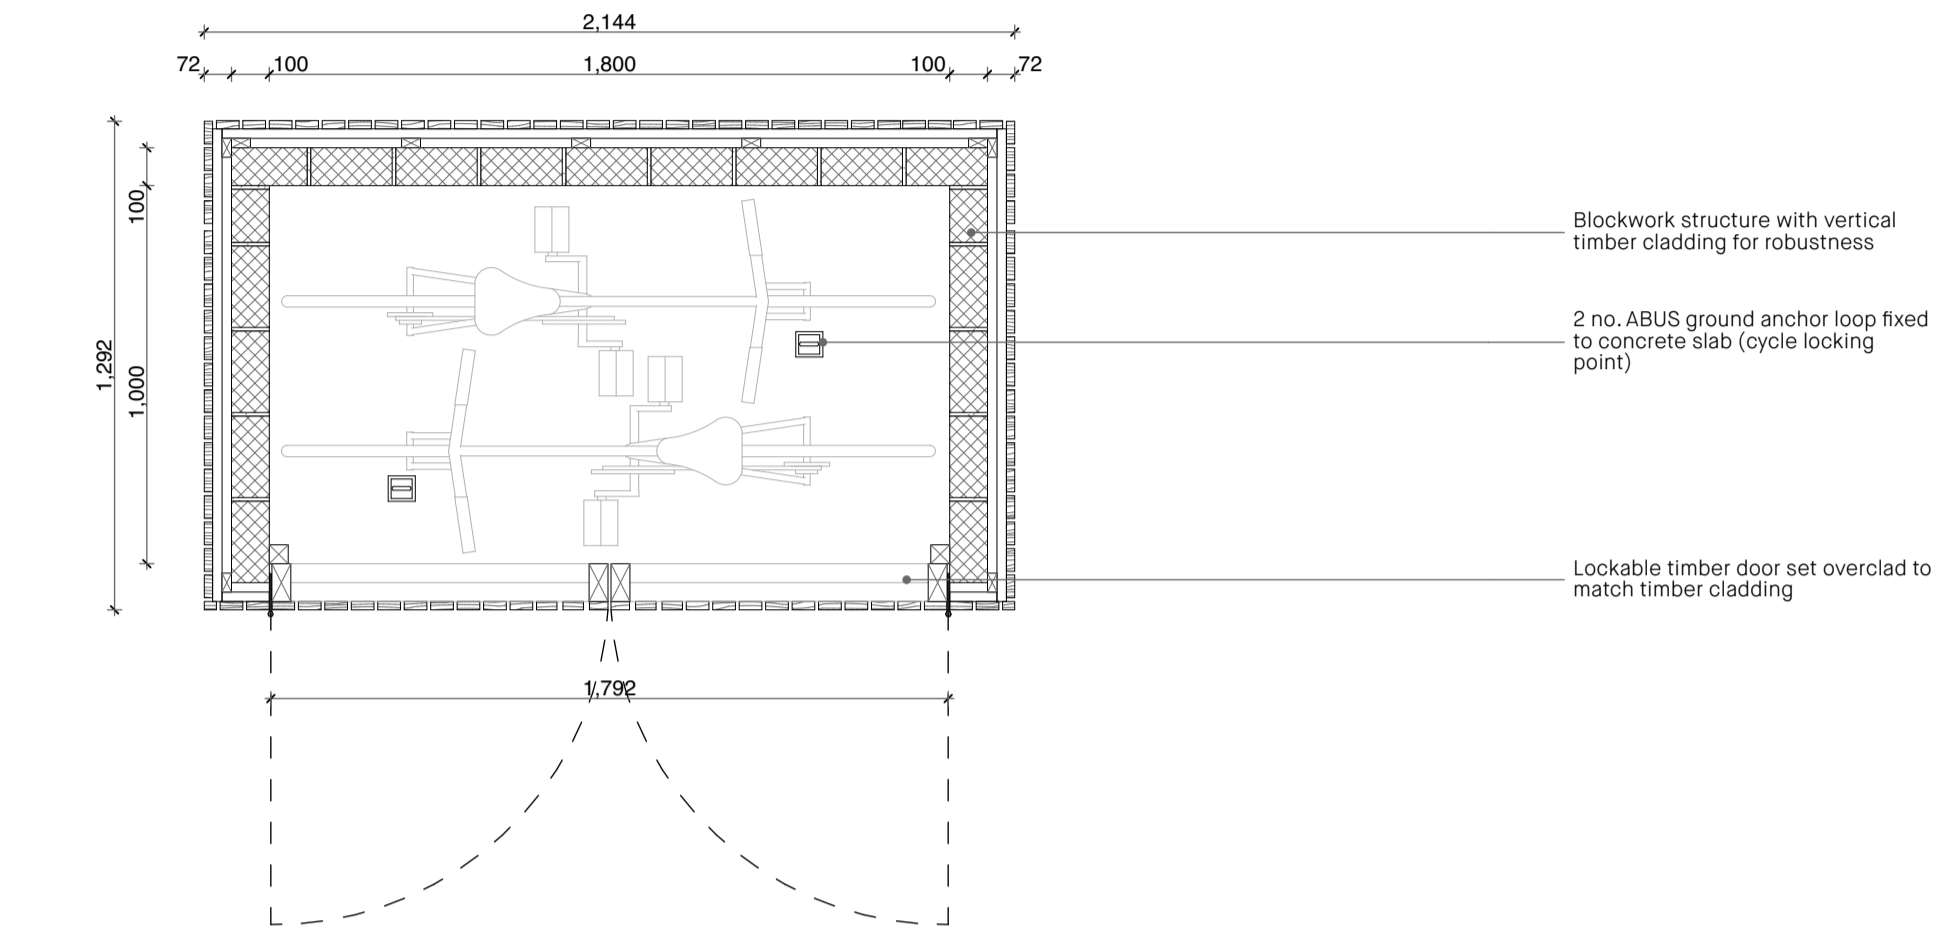 2,144
72 100 1,800 100 72
100
1,292
1,000
1,792
Blockwork structure with vertical
timber cladding for robustness
2 no. ABUS ground anchor loop fixed
to concrete slab (cycle locking
point)
Lockable timber door set overclad to
match timber cladding